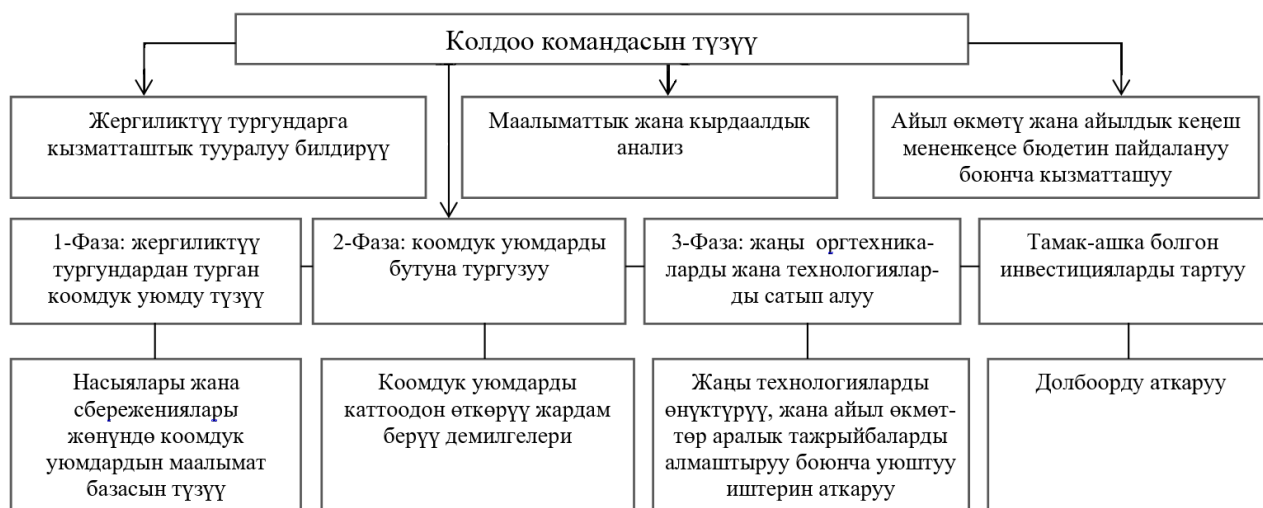 Колдоо командасын түзүү
Жергиликтүү тургундарга
кызматташтык тууралуу билдирүү
Маалыматтык жана кырдаалдык
анализ
Айыл өкмөтү жана айылдык кеңеш
мененкеңсе бюдетин пайдалануу
боюнча кызматташуу
1-Фаза: жергиликтүү
тургундардан турган
коомдук уюмду түзүү
2-Фаза: коомдук уюмдарды
бутуна тургузуу
3-Фаза: жаңы оргтехника-
ларды жана технологиялар-
ды сатып алуу
Тамак-ашка болгон
инвестицияларды тартуу
Насыялары жана
сбережениялары
жөнүндө коомдук
уюмдардын маалымат
базасын түзүү
Коомдук уюмдарды
каттоодон өткөрүү жардам
берүү демилгелери
Жаңы технологияларды
өнүктүрүү, жана айыл өкмөт-
төр аралык тажрыйбаларды
алмаштыруу боюнча уюштуу
иштерин аткаруу
Долбоорду аткаруу